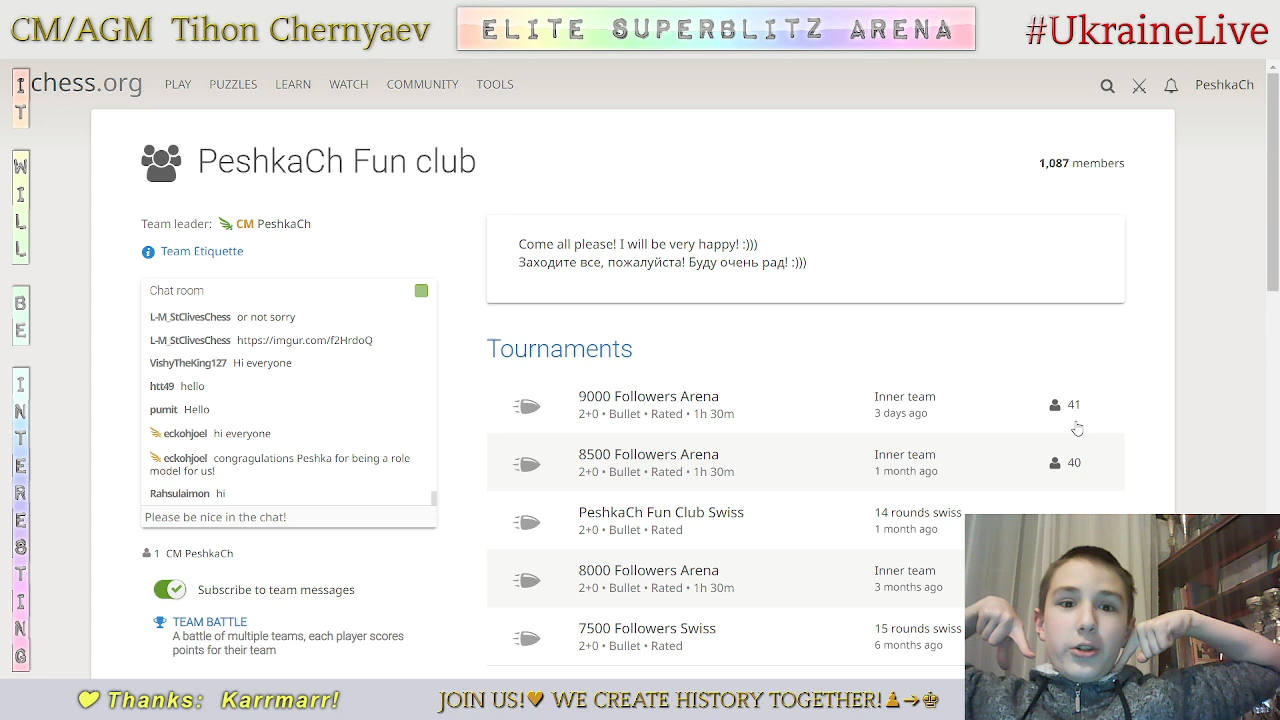 CM/AGM Tihon Chernyaev
ELITE SUPERBLITZ ARENA
#UkraineLive
chess.org
PLAY PUZZLES LEARN WATCH COMMUNITY TOOLS
PeshkaCh
IT WILL BE INTERESTING
PeshkaCh Fun club
1,087 members
Team leader: CM PeshkaCh
Team Etiquette
Come all please! I will be very happy! :)))
Заходите все, пожалуйста! Буду очень рад! :)))
Chat room
L-M_StClivesChess or not sorry
L-M_StClivesChess https://imgur.com/f2HrdoQ
VishyTheKing127 Hi everyone
htt49 hello
purnit Hello
eckohjoel hi everyone
eckohjoel congragulations Peshka for being a role
model for us!
Rahsulaimon hi
Please be nice in the chat!
1 CM PeshkaCh
Subscribe to team messages
TEAM BATTLE
A battle of multiple teams, each player scores
points for their team
Tournaments
9000 Followers Arena
2+0 • Bullet • Rated • 1h 30m
Inner team
3 days ago
41
8500 Followers Arena
2+0 • Bullet • Rated • 1h 30m
Inner team
1 month ago
40
PeshkaCh Fun Club Swiss
2+0 • Bullet • Rated
14 rounds swiss
1 month ago
8000 Followers Arena
2+0 • Bullet • Rated • 1h 30m
Inner team
3 months ago
7500 Followers Swiss
2+0 • Bullet • Rated
15 rounds swiss
6 months ago
Thanks: Karrmarr!
JOIN US! WE CREATE HISTORY TOGETHER!